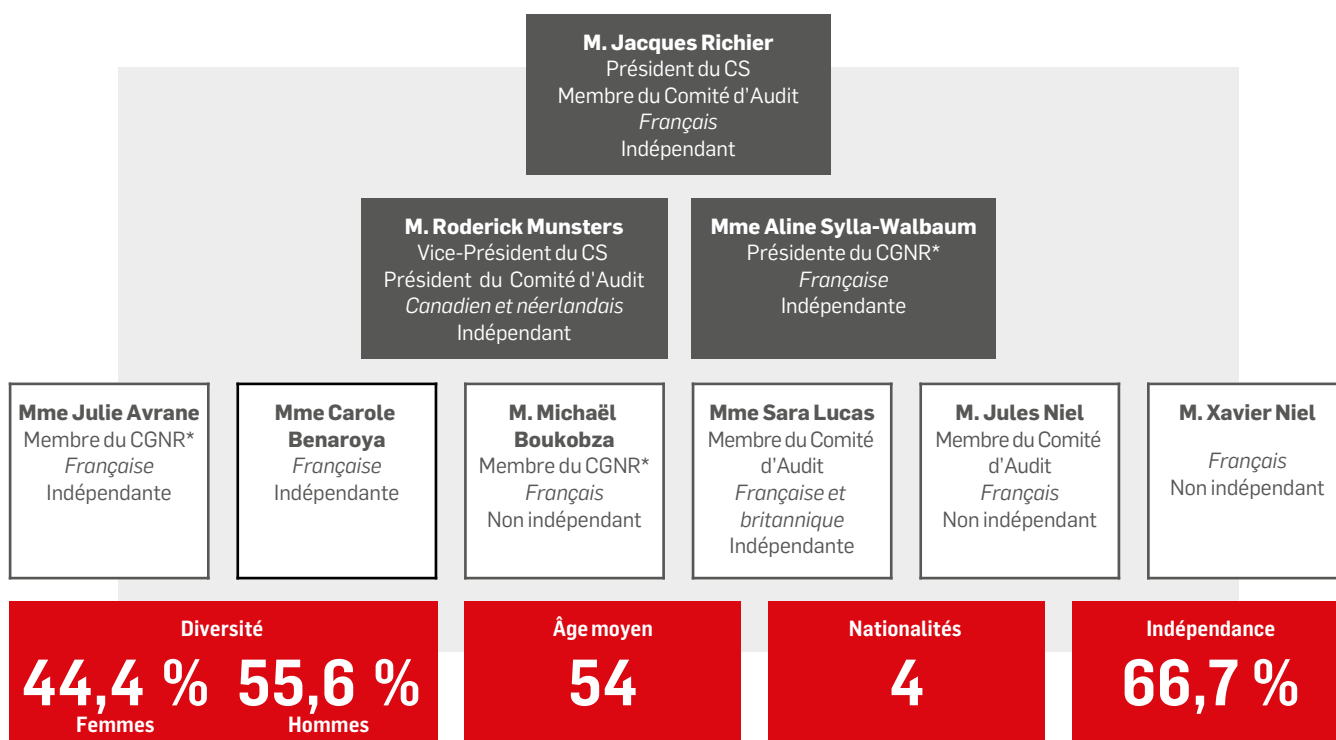 M. Jacques Richier
Président du CS
Membre du Comité d'Audit
Français
Indépendant
M. Roderick Munsters
Vice-Président du CS
Président du Comité d'Audit
Canadien et néerlandais
Indépendant
Mme Aline Sylla-Walbaum
Présidente du CGNR*
Française
Indépendante
Mme Julie Avrane
Membre du CGNR*
Française
Indépendante
Mme Carole
Benaroya
Française
Indépendante
M. Michaël
Boukobza
Membre du CGNR*
Français
Non indépendant
Mme Sara Lucas
Membre du Comité
d'Audit
Française et
britannique
Indépendante
M. Jules Niel
Membre du Comité
d'Audit
Français
Non indépendant
M. Xavier Niel
Français
Non indépendant
Diversité
44,4 % 55,6 %
Femmes Hommes
Âge moyen
54
Nationalités
4
Indépendance
66,7 %